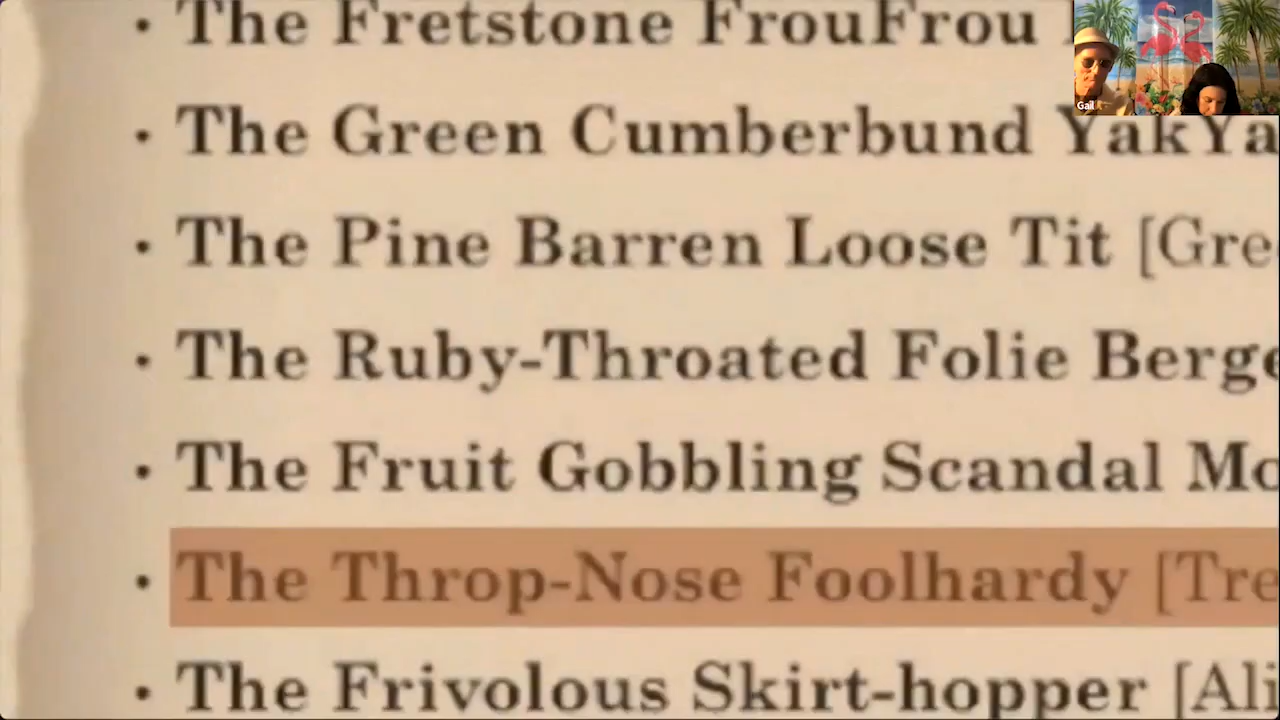 • The Fretstone FrouFrou
Gail
• The Green Cumberbund YakYa
• The Pine Barren Loose Tit [Gre
• The Ruby-Throated Folie Berge
• The Fruit Gobbling Scandal Mo
• The Throp-Nose Foolhardy [Tre
• The Frivolous Skirt-hopper [Ali